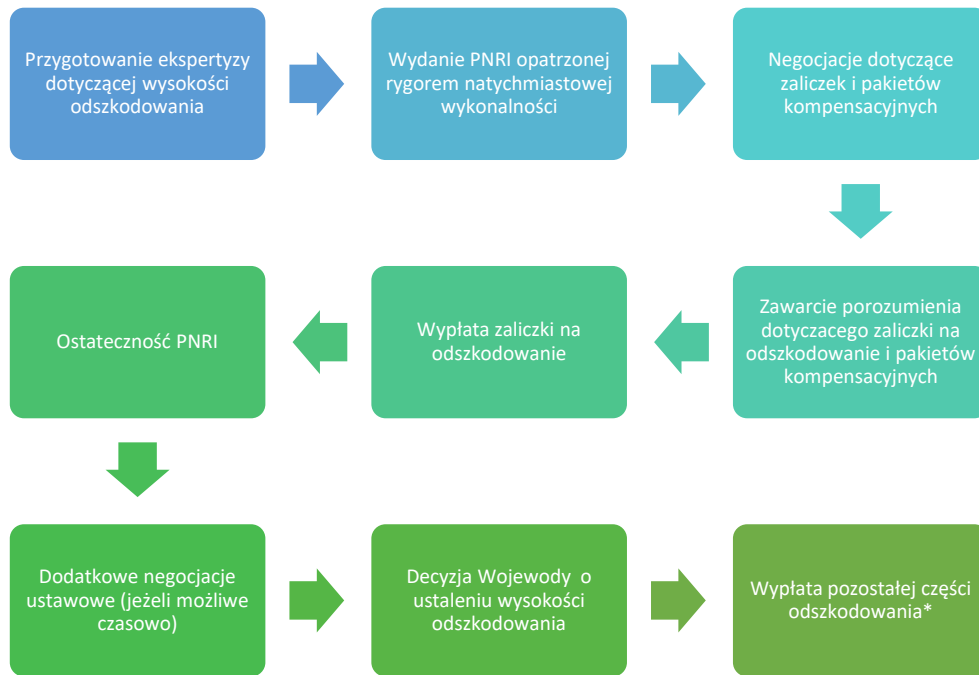 Przygotowanie ekspertyzy
dotyczącej wysokości
odszkodowania
Wydanie PNRI opatrzonej
rygorem natychmiastowej
wykonalności
Negocjacje dotyczące
zaliczek i pakietów
kompensacyjnych
Zawarcie porozumienia
dotyczacego zaliczki na
odszkodowanie i pakietów
kompensacyjnych
Wypłata zaliczki na
odszkodowanie
Ostateczność PNRI
Dodatkowe negocjacje
ustawowe (jeżeli możliwe
czasowo)
Decyzja Wojewody o
ustaleniu wysokości
odszkodowania
Wypłata pozostałej części
odszkodowania*